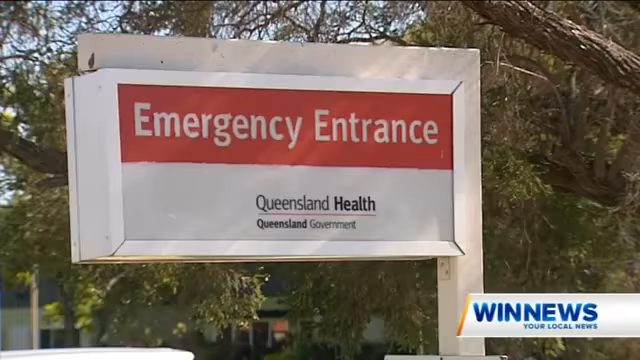 Emergency Entrance
Queensland Health
Queensland Government
WINNEWS
YOUR LOCAL NEWS